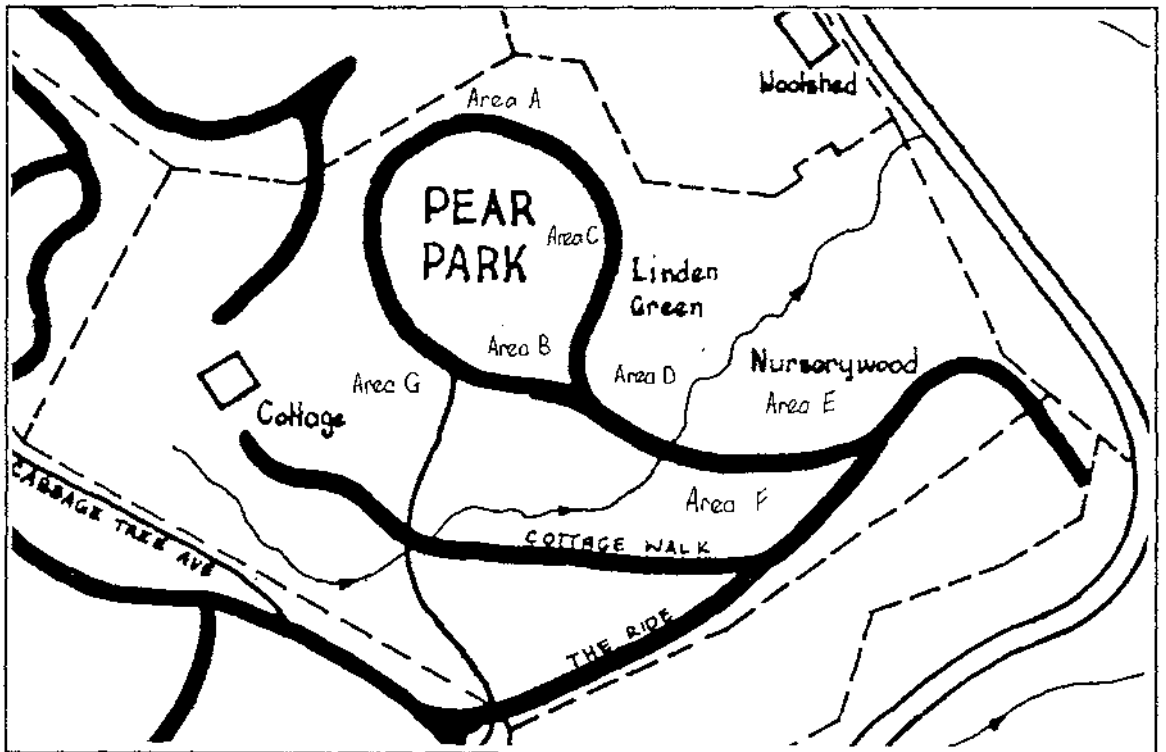 Woolshed
Area A
PEAR
PARK
Area C
Linden
Green
Area B
Area G
Area D
Nurserywood
Area E
Cottage
CABBAGE TREE AVE
Area F
COTTAGE WALK
THE RIDE